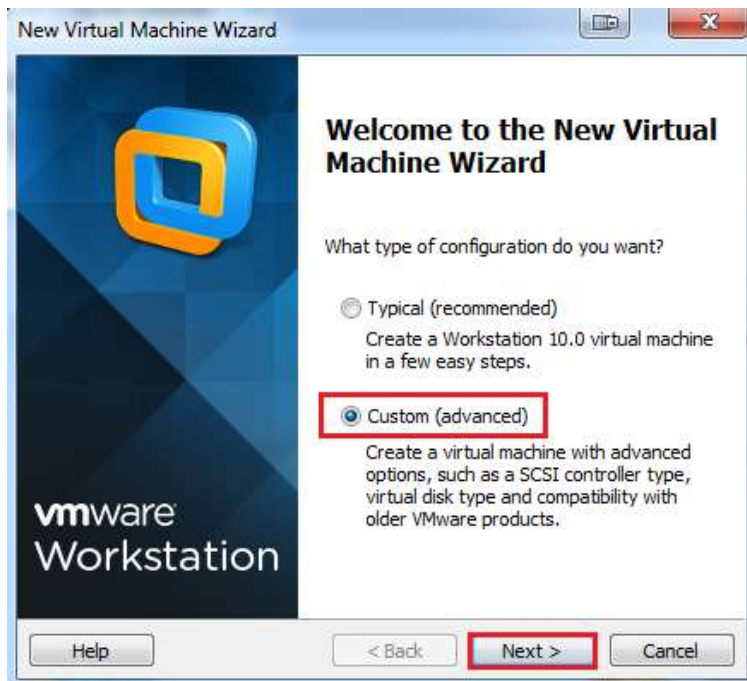 New Virtual Machine Wizard
Welcome to the New Virtual
Machine Wizard
What type of configuration do you want?
Typical (recommended)
Create a Workstation 10.0 virtual machine
in a few easy steps.
Custom (advanced)
Create a virtual machine with advanced
options, such as a SCSI controller type,
virtual disk type and compatibility with
older VMware products.
vmware
Workstation
Help
< Back
Next >
Cancel